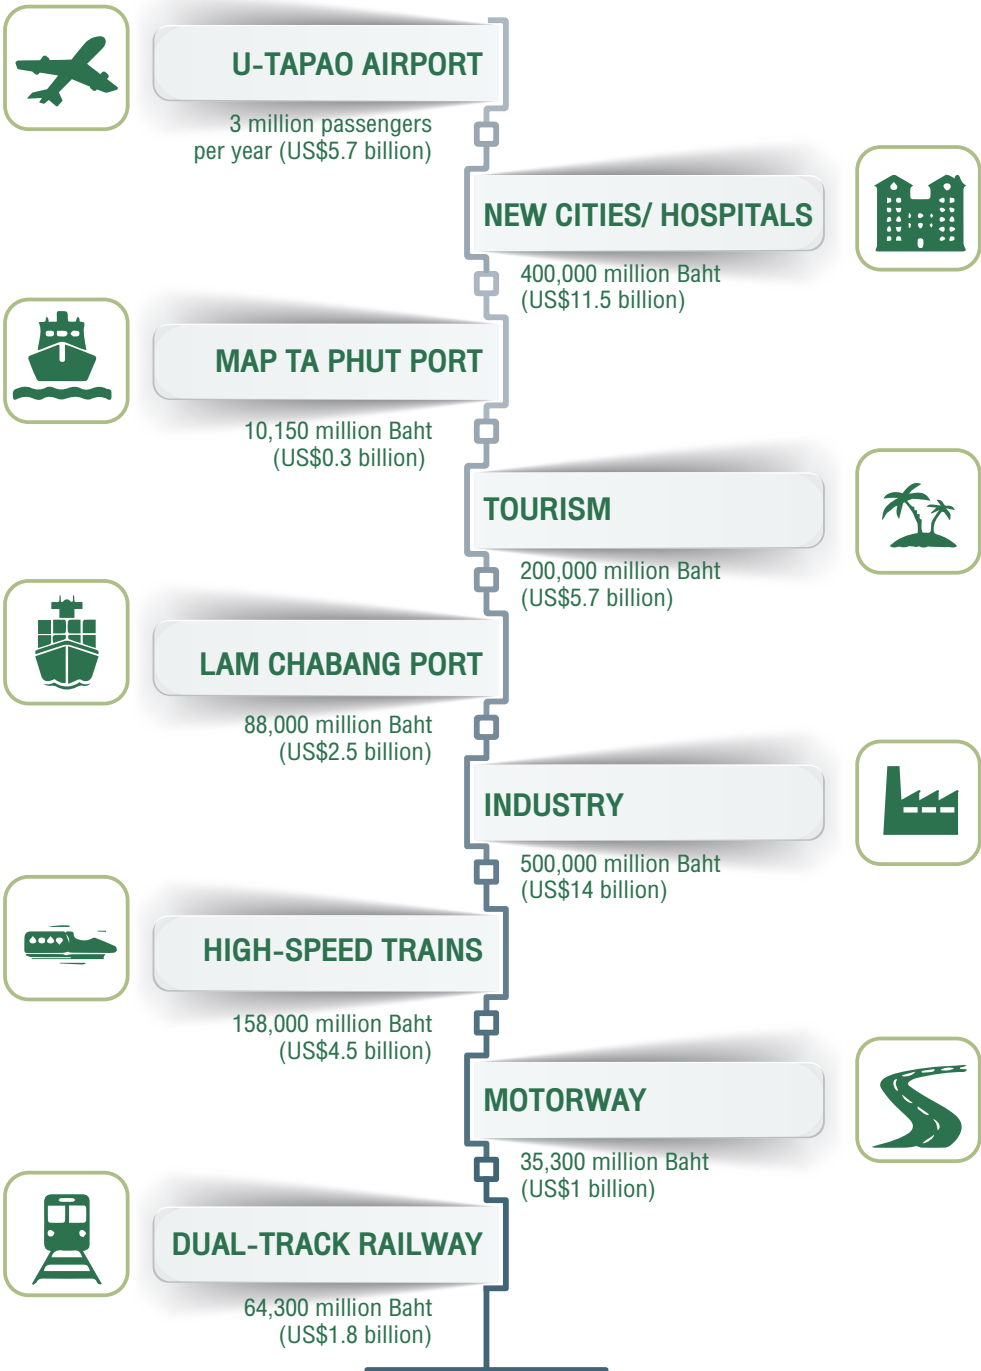 U-TAPAO AIRPORT
3 million passengers
per year (US$5.7 billion)
NEW CITIES/ HOSPITALS
400,000 million Baht
(US$11.5 billion)
MAP TA PHUT PORT
10,150 million Baht
(US$0.3 billion)
TOURISM
200,000 million Baht
(US$5.7 billion)
LAM CHABANG PORT
88,000 million Baht
(US$2.5 billion)
INDUSTRY
500,000 million Baht
(US$14 billion)
HIGH-SPEED TRAINS
158,000 million Baht
(US$4.5 billion)
MOTORWAY
35,300 million Baht
(US$1 billion)
DUAL-TRACK RAILWAY
64,300 million Baht
(US$1.8 billion)